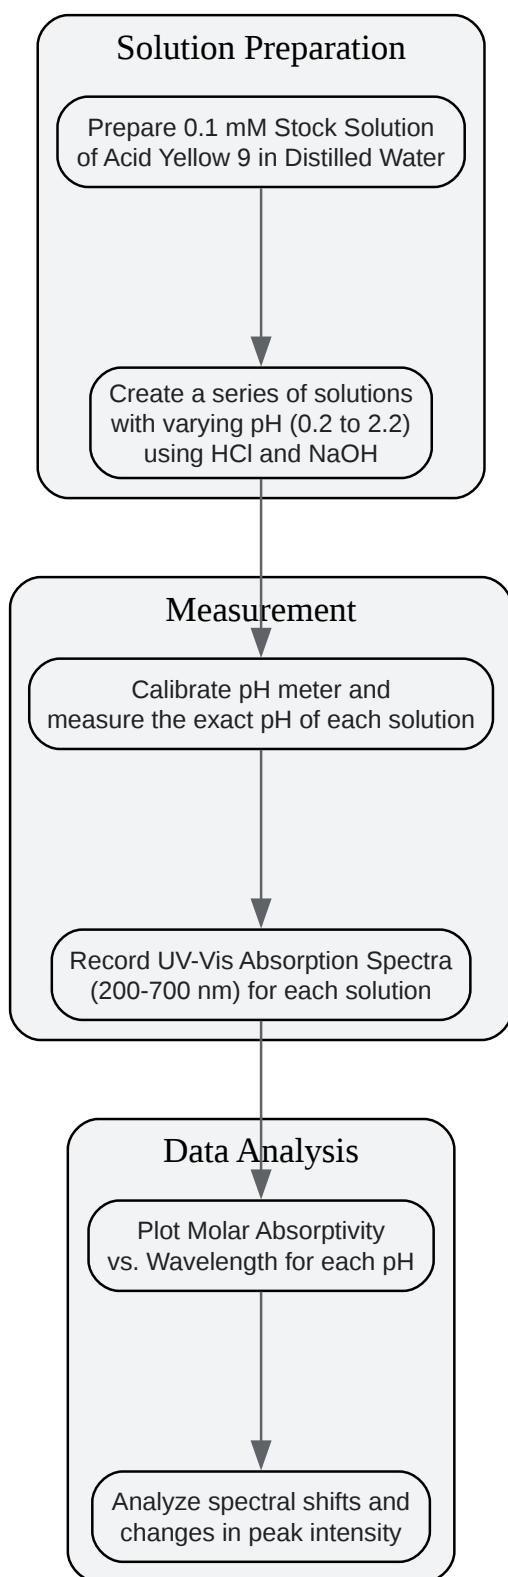 Solution Preparation
Prepare 0.1 mM Stock Solution
of Acid Yellow 9 in Distilled Water
Create a series of solutions
with varying pH (0.2 to 2.2)
using HCl and NaOH
Measurement
Calibrate pH meter and
measure the exact pH of each solution
Record UV-Vis Absorption Spectra
(200-700 nm) for each solution
Data Analysis
Plot Molar Absorptivity
vs. Wavelength for each pH
Analyze spectral shifts and
changes in peak intensity